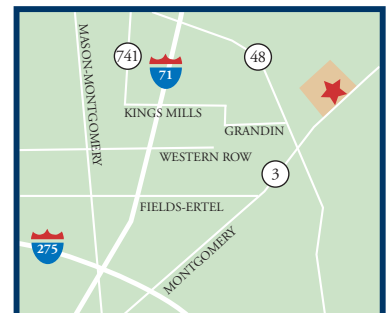 741
48
71
MASON-MONTGOMERY
KINGS MILLS
GRANDIN
WESTERN ROW
3
FIELDS-ERTEL
275
MONTGOMERY